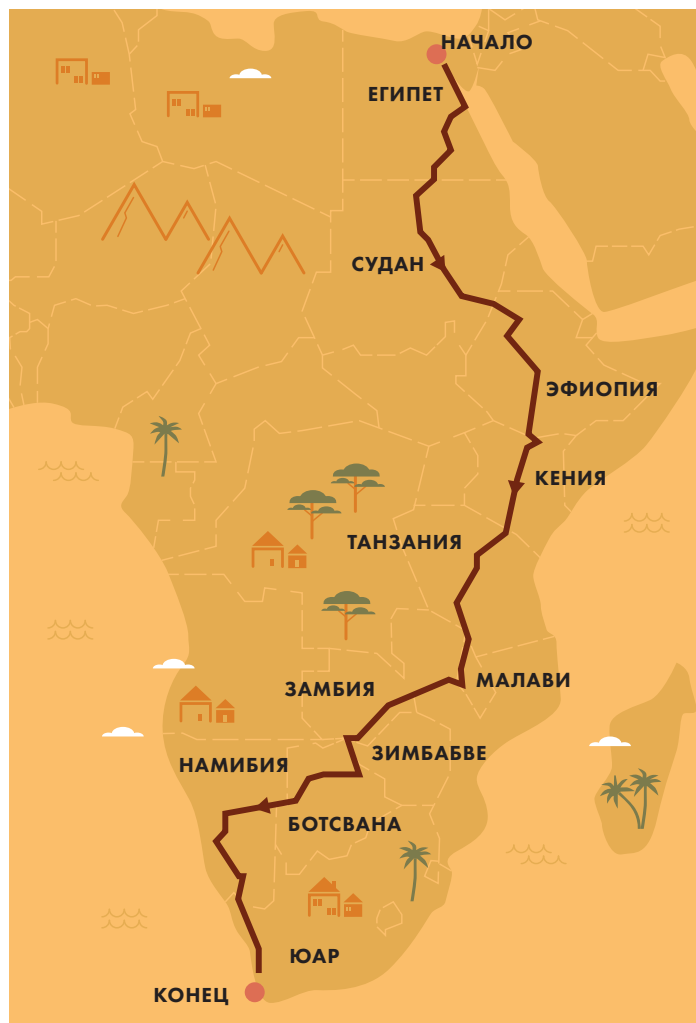 НАЧАЛО
ЕГИПЕТ
СУДАН
ЭФИОПИЯ
КЕНИЯ
ТАНЗАНИЯ
МАЛАВИ
ЗАМБИЯ
ЗИМБАБВЕ
НАМИБИЯ
БОТСВАНА
ЮАР
КОНЕЦ